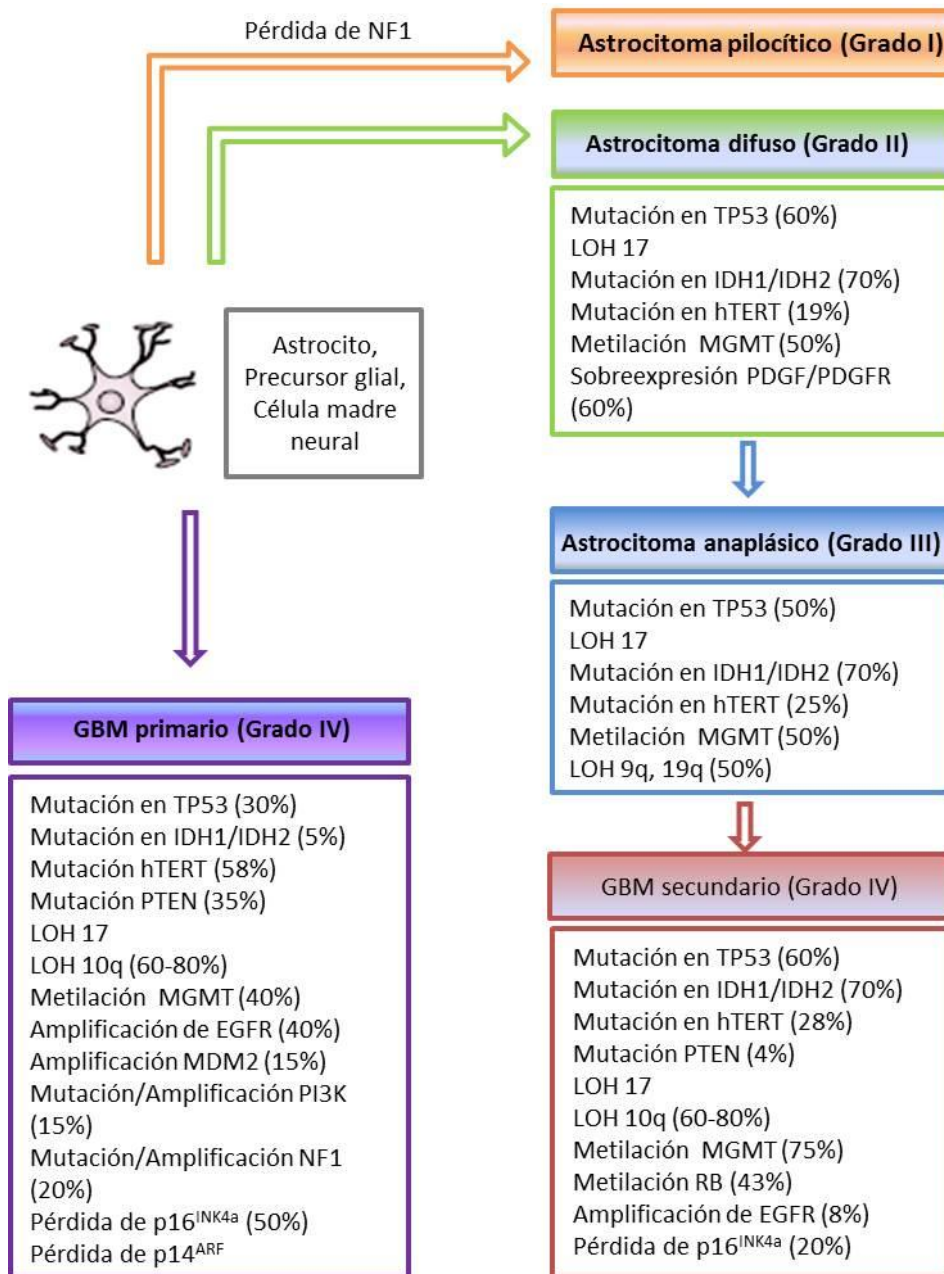 Pérdida de NF1
Astrocitoma pilocítico (Grado I)
Astrocitoma difuso (Grado II)
Mutación en TP53 (60%)
LOH 17
Mutación en IDH1/IDH2 (70%)
Mutación en hTERT (19%)
Metilación MGMT (50%)
Sobreexpresión PDGF/PDGFR
(60%)
Astrocito,
Precursor glial,
Célula madre
neural
Astrocitoma anaplásico (Grado III)
Mutación en TP53 (50%)
LOH 17
Mutación en IDH1/IDH2 (70%)
Mutación en hTERT (25%)
Metilación MGMT (50%)
LOH 9q, 19q (50%)
GBM primario (Grado IV)
Mutación en TP53 (30%)
Mutación en IDH1/IDH2 (5%)
Mutación hTERT (58%)
Mutación PTEN (35%)
LOH 17
LOH 10q (60-80%)
Metilación MGMT (40%)
Amplificación de EGFR (40%)
Amplificación MDM2 (15%)
Mutación/Amplificación PI3K
(15%)
Mutación/Amplificación NF1
(20%)
Pérdida de p16^INK4a (50%)
Pérdida de p14^ARF
GBM secundario (Grado IV)
Mutación en TP53 (60%)
Mutación en IDH1/IDH2 (70%)
Mutación en hTERT (28%)
Mutación PTEN (4%)
LOH 17
LOH 10q (60-80%)
Metilación MGMT (75%)
Metilación RB (43%)
Amplificación de EGFR (8%)
Pérdida de p16^INK4a (20%)